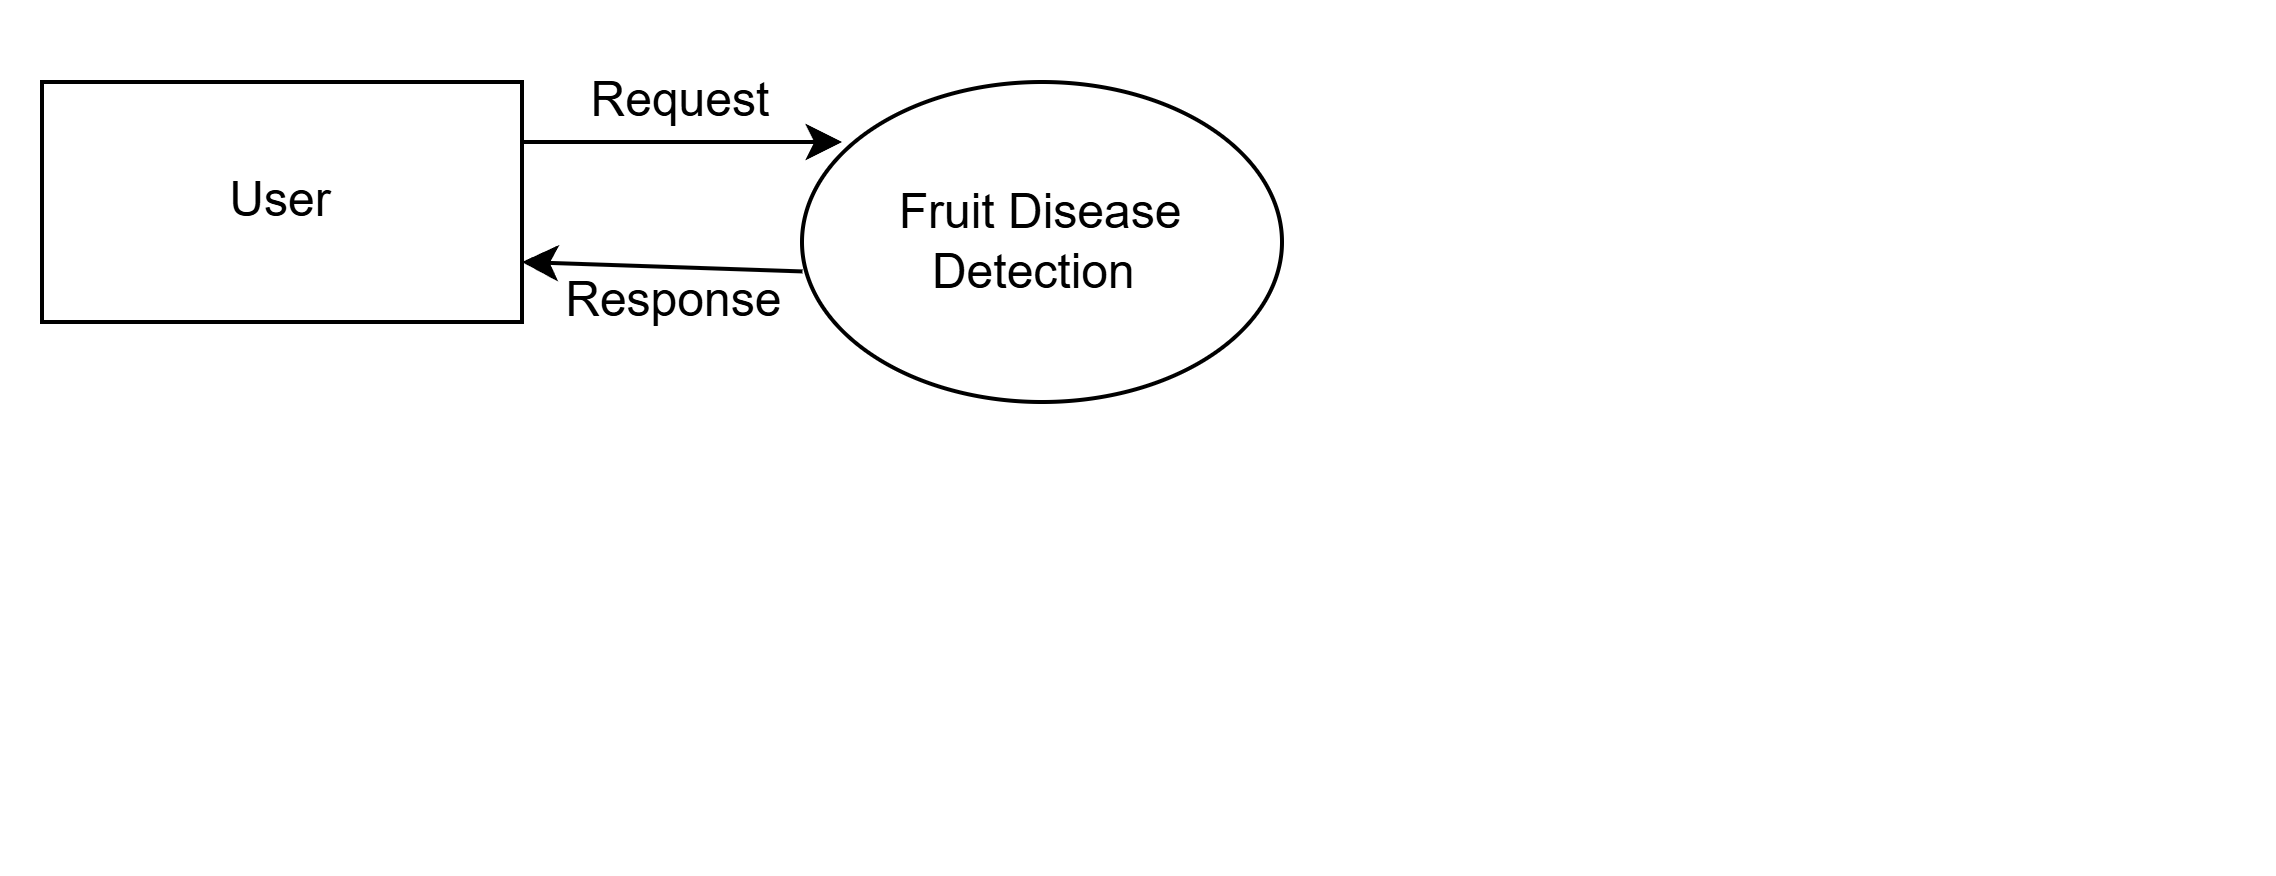 Request
User
Fruit Disease
Detection
Response